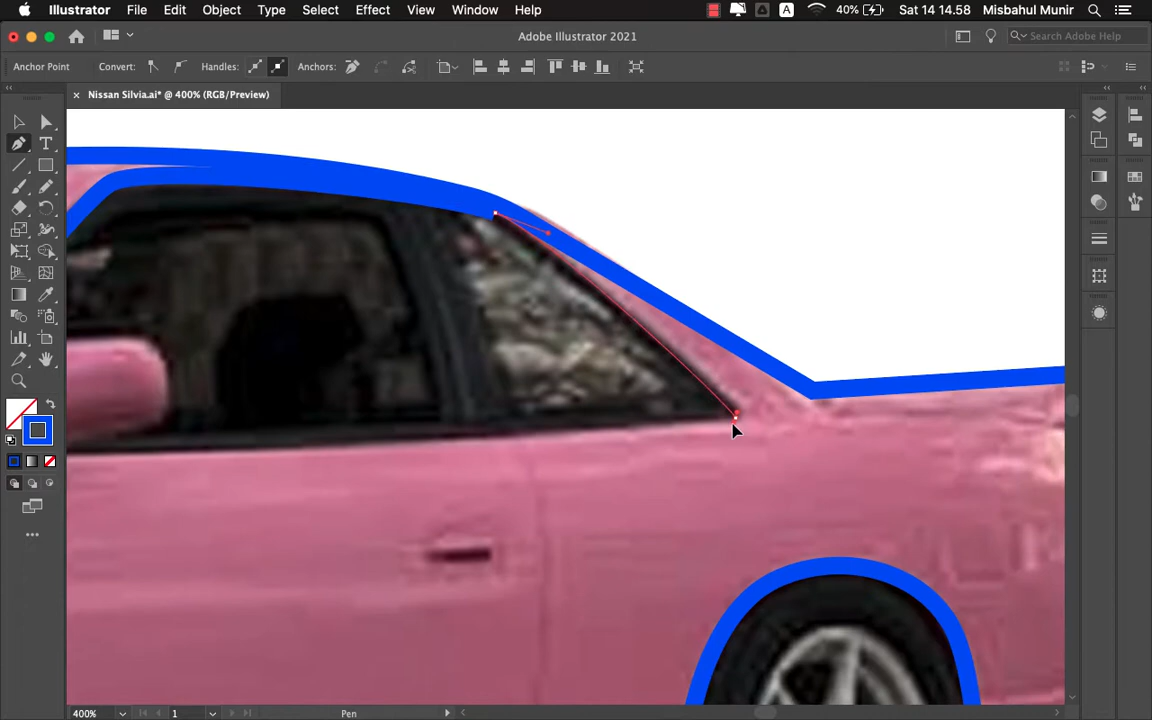 Illustrator File Edit Object Type Select Effect View Window Help A 40% Sat 14 14.58 Misbahul Munir
Adobe Illustrator 2021 Search Adobe Help
Anchor Point Convert: Handles: Anchors:
× Nissan Silvia.ai* @ 400% (RGB/Preview)
400% 1 Pen